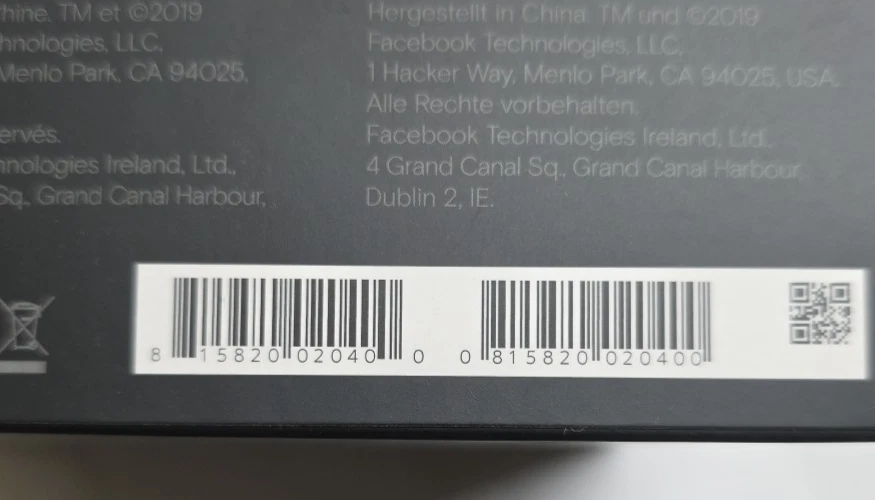 hine. TM et ©2019
hnologies, LLC,
Menlo Park, CA 94025,
ervés.
nnologies Ireland, Ltd.,
Sq., Grand Canal Harbour,
Hergestellt in China. TM und ©2019
Facebook Technologies, LLC,
1 Hacker Way, Menlo Park, CA 94025, USA.
Alle Rechte vorbehalten.
Facebook Technologies Ireland, Ltd.,
4 Grand Canal Sq., Grand Canal Harbour,
Dublin 2, IE.
8 15820 02040 0
0 815820 020400